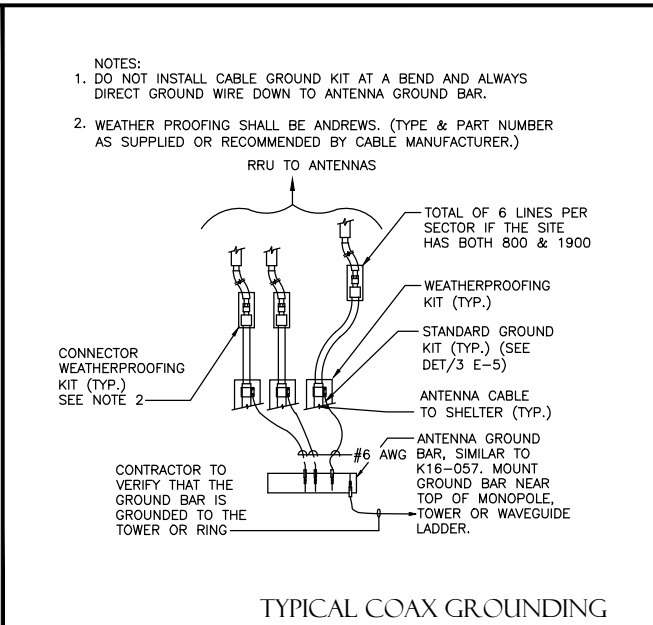 NOTES:
1. DO NOT INSTALL CABLE GROUND KIT AT A BEND AND ALWAYS
DIRECT GROUND WIRE DOWN TO ANTENNA GROUND BAR.
2. WEATHER PROOFING SHALL BE ANDREWS. (TYPE & PART NUMBER
AS SUPPLIED OR RECOMMENDED BY CABLE MANUFACTURER.)
RRU TO ANTENNAS
TOTAL OF 6 LINES PER
SECTOR IF THE SITE
HAS BOTH 800 & 1900
WEATHERPROOFING
KIT (TYP.)
STANDARD GROUND
KIT (TYP.) (SEE
DET/3 E-5)
CONNECTOR
WEATHERPROOFING
KIT (TYP.)
SEE NOTE 2
ANTENNA CABLE
TO SHELTER (TYP.)
#6 AWG
ANTENNA GROUND
BAR, SIMILAR TO
K16-057. MOUNT
GROUND BAR NEAR
TOP OF MONOPOLE,
TOWER OR WAVEGUIDE
LADDER.
CONTRACTOR TO
VERIFY THAT THE
GROUND BAR IS
GROUNDED TO THE
TOWER OR RING
TYPICAL COAX GROUNDING